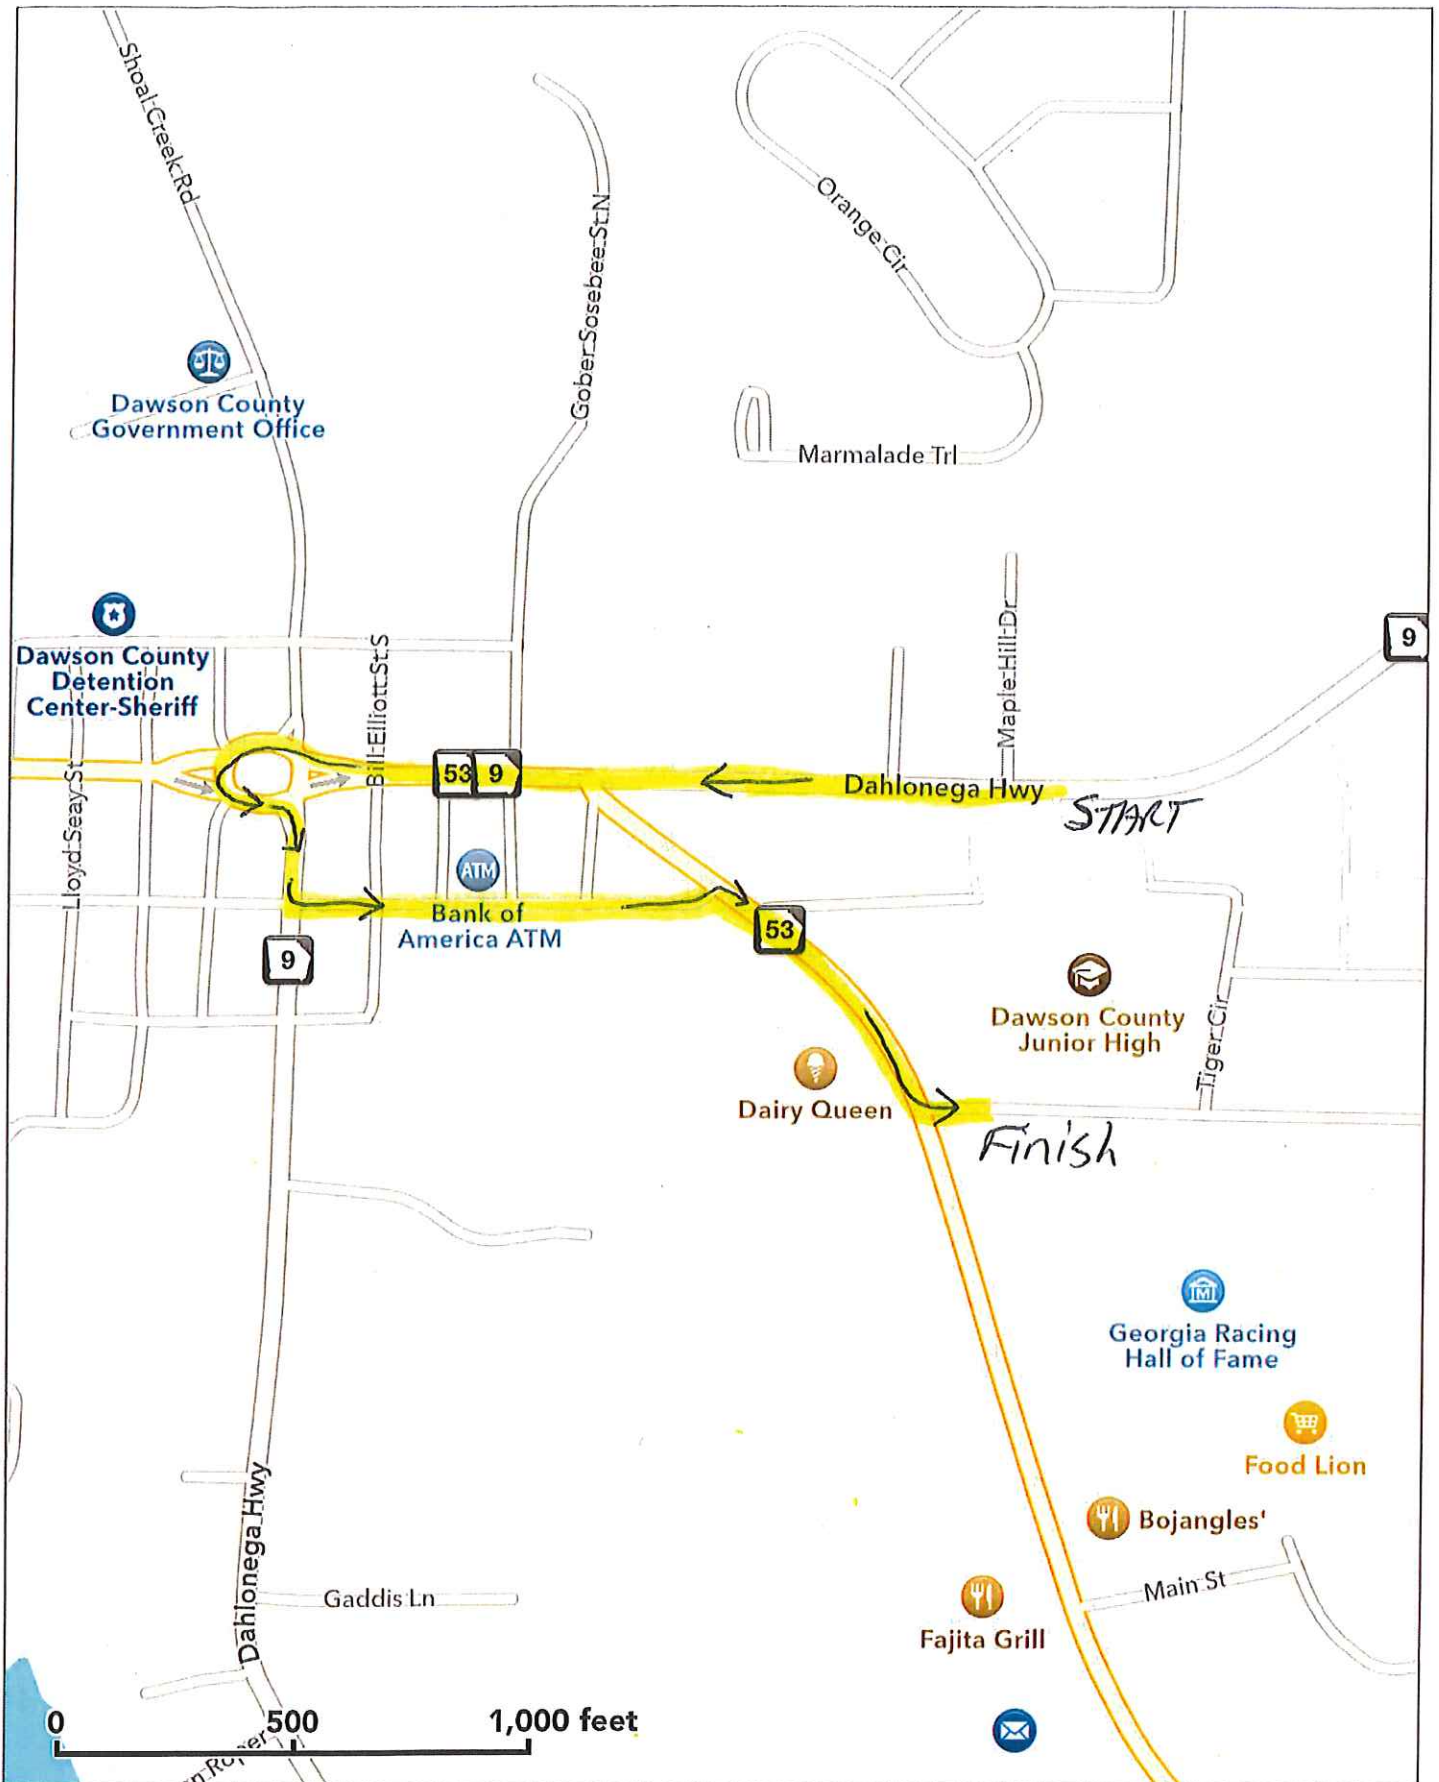 Shoal Creek Rd
Gober Sosebee St N
Orange Cir
Dawson County
Government Office
Marmalade Trl
Maple Hill Dr
9
Dawson County
Detention
Center-Sheriff
Bill Elliott St S
53
9
Dahlonega Hwy
START
Lloyd Seay St
ATM
Bank of
America ATM
53
9
Dawson County
Junior High
Tiger Cir
Dairy Queen
Finish
Georgia Racing
Hall of Fame
Food Lion
Bojangles'
Dahlonega Hwy
Gaddis Ln
Main St
Fajita Grill
0
500
1,000 feet